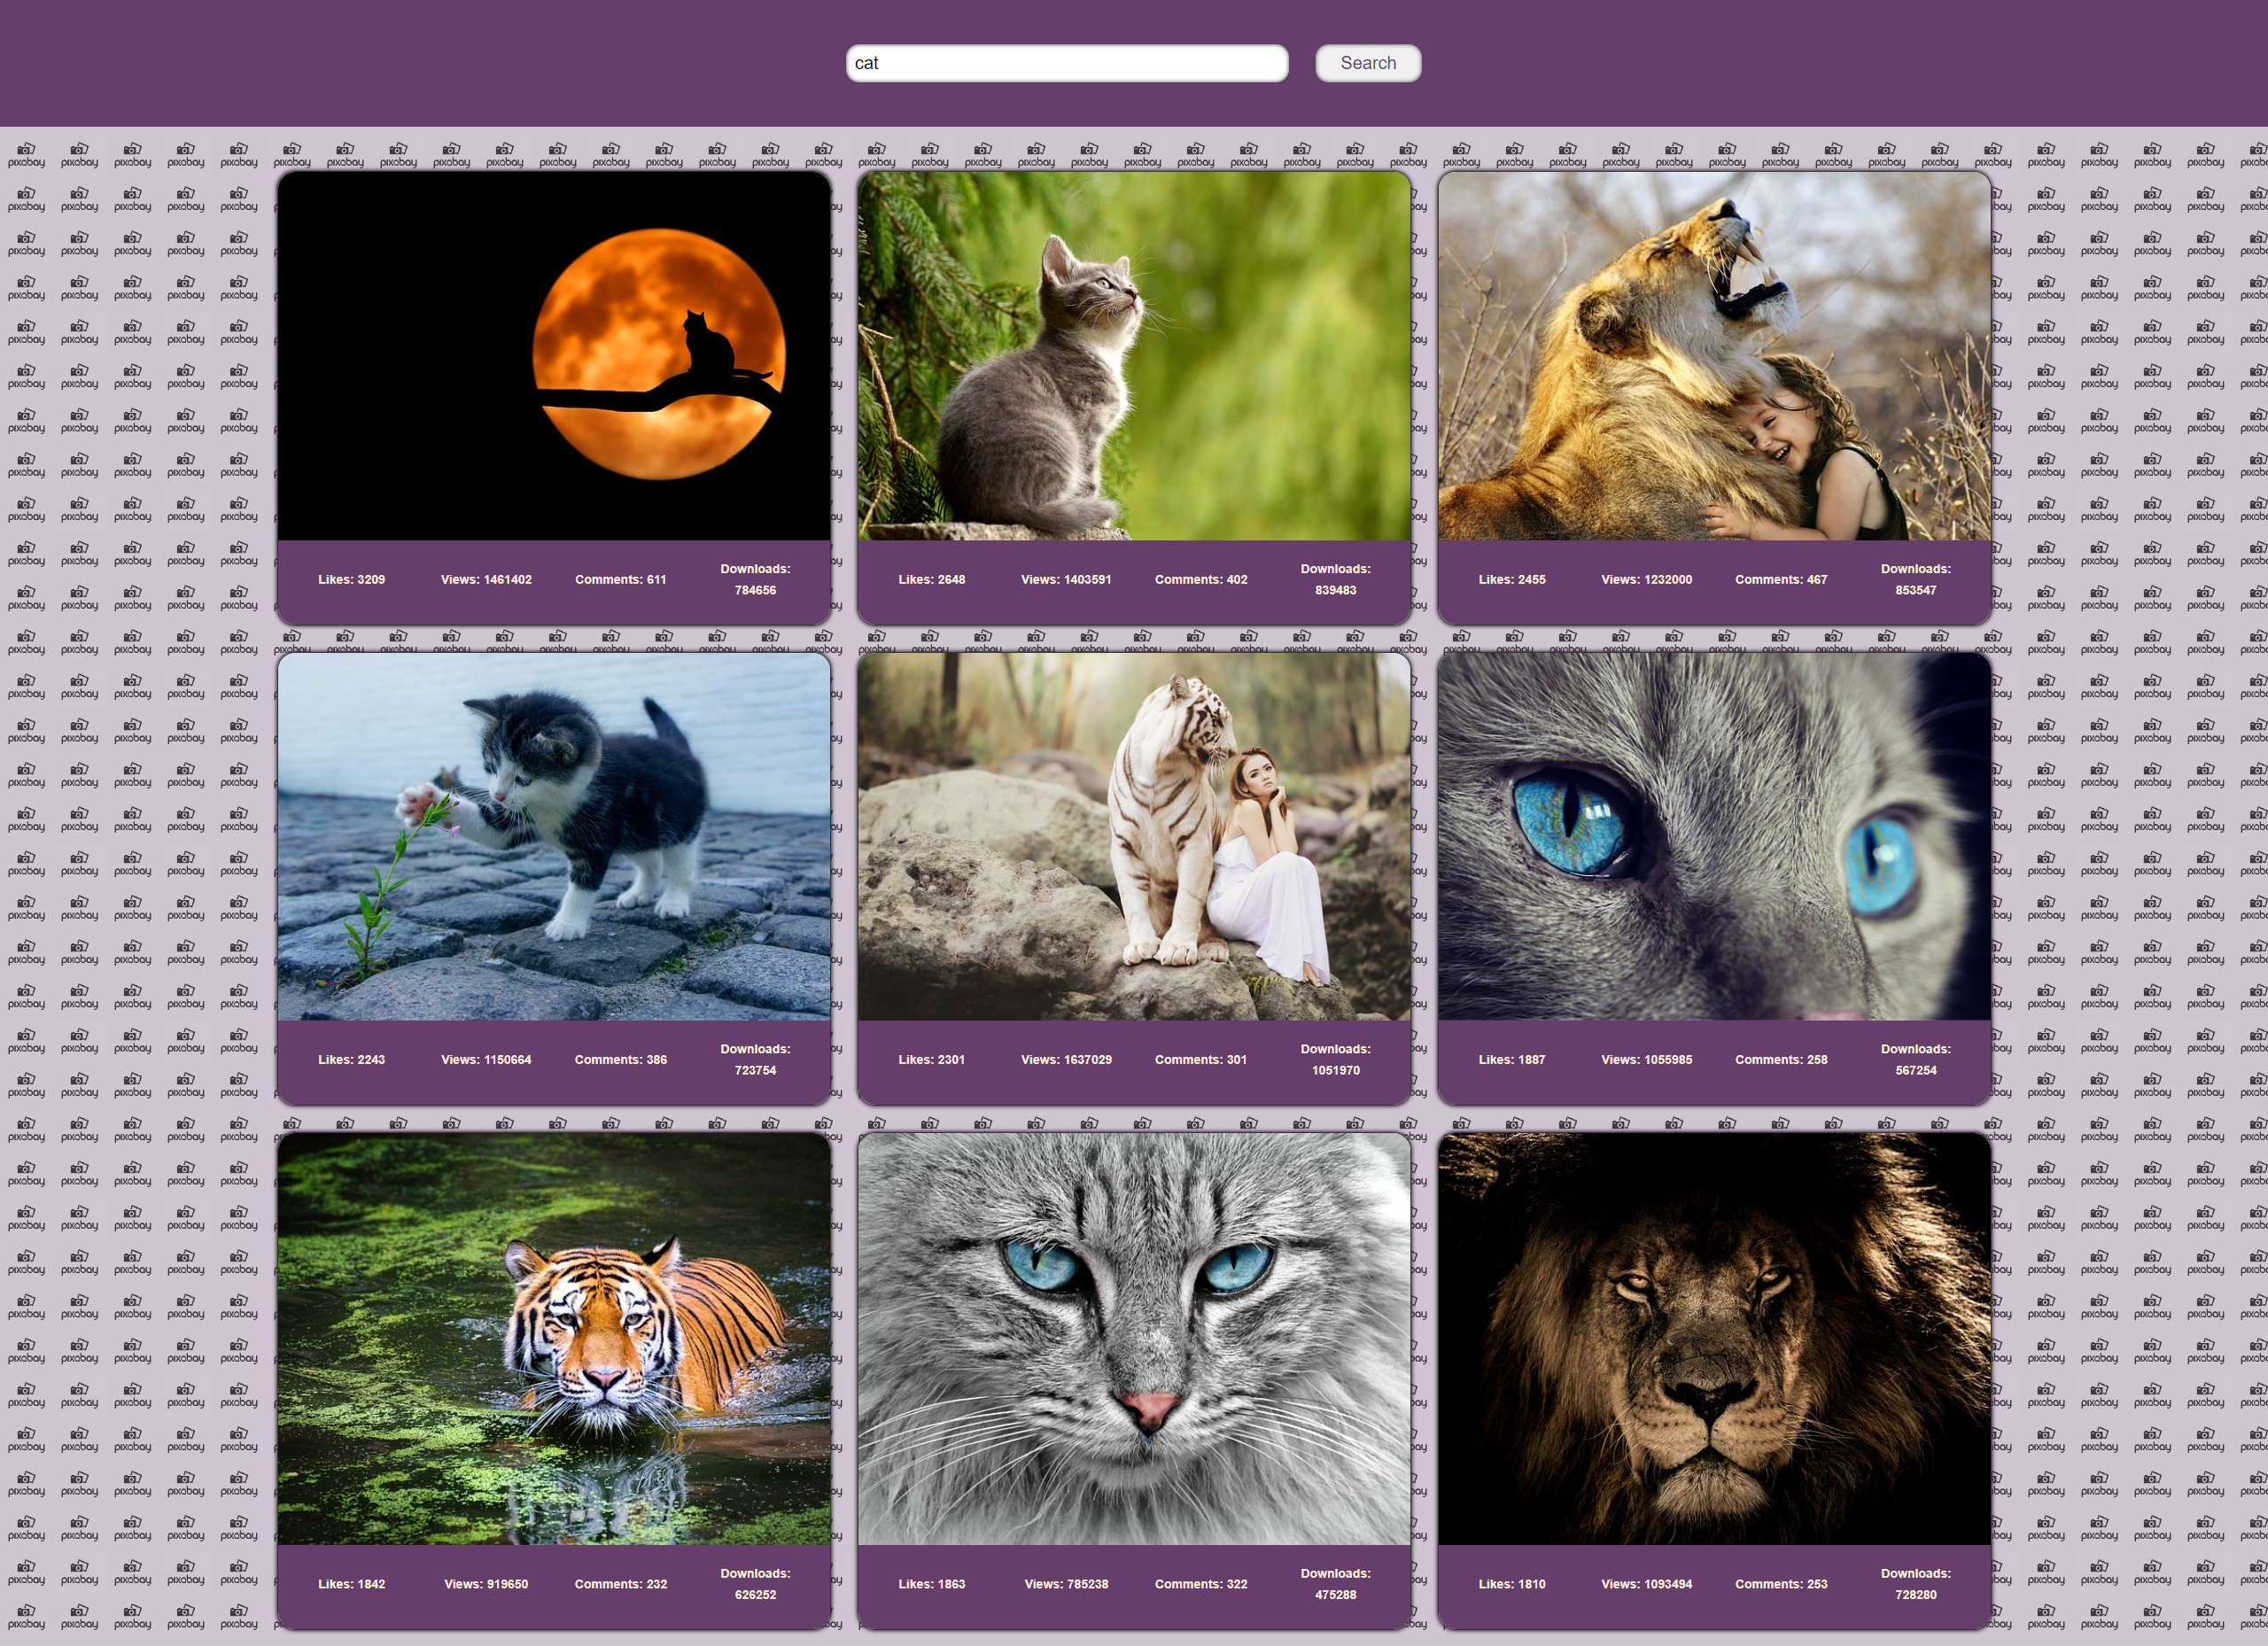 cat
Search
pixabay
Likes: 3209 Views: 1461402 Comments: 611 Downloads: 784656
Likes: 2648 Views: 1403591 Comments: 402 Downloads: 839483
Likes: 2455 Views: 1232000 Comments: 467 Downloads: 853547
Likes: 2243 Views: 1150664 Comments: 386 Downloads: 723754
Likes: 2301 Views: 1637029 Comments: 301 Downloads: 1051970
Likes: 1887 Views: 1055985 Comments: 258 Downloads: 567254
Likes: 1842 Views: 919650 Comments: 232 Downloads: 626252
Likes: 1863 Views: 785238 Comments: 322 Downloads: 475288
Likes: 1810 Views: 1093494 Comments: 253 Downloads: 728280